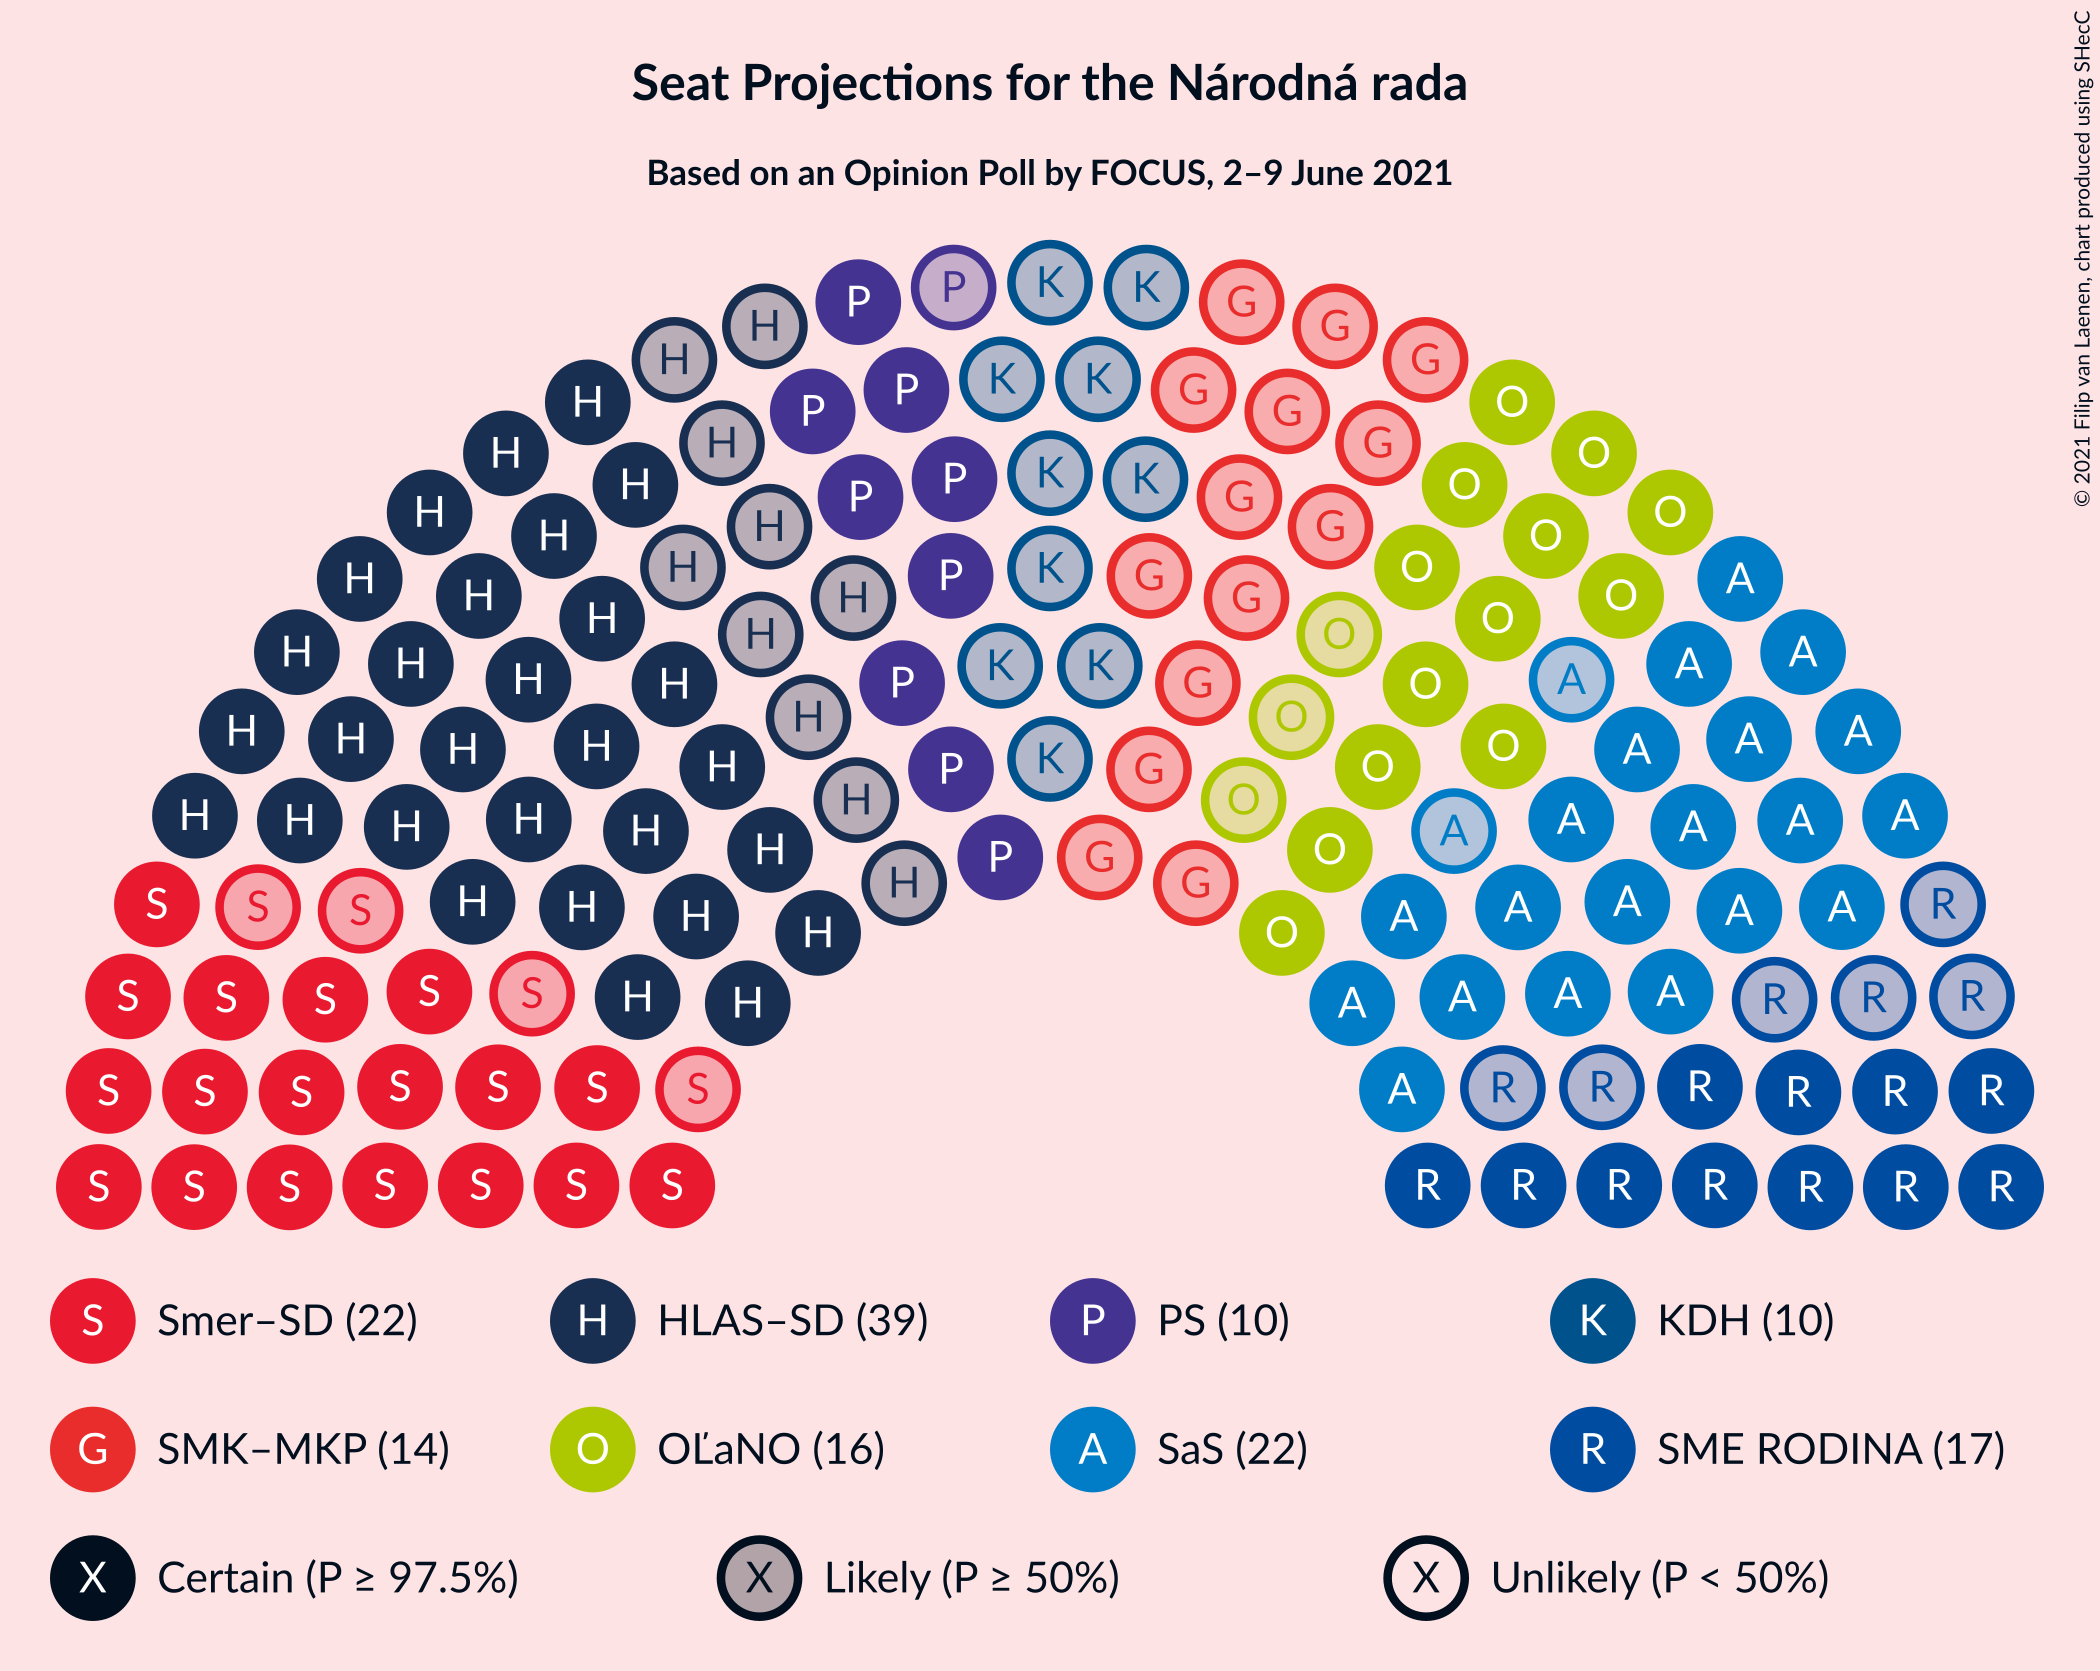 Seat Projections for the Národná rada
Based on an Opinion Poll by FOCUS, 2–9 June 2021
© 2021 Filip van Laenen, chart produced using SHecC
P P K K G G G
H H P P K K G G G O O
H H H P P K K G G O O O
H H H H H P K G G O O O O A
H H H H H H P K K G O O O A A A
H H H H H H H P K G O O O A A A
H H H H H H H H P G G O O A A A A A
S S S H H H H H G O A A A A A R
S S S S S H H A A A A R R R
S S S S S S S A R R R R R R
S S S S S S S R R R R R R R
S Smer–SD (22) H HLAS–SD (39) P PS (10) K KDH (10)
G SMK–MKP (14) O OĽaNO (16) A SaS (22) R SME RODINA (17)
X Certain (P ≥ 97.5%) X Likely (P ≥ 50%) X Unlikely (P < 50%)